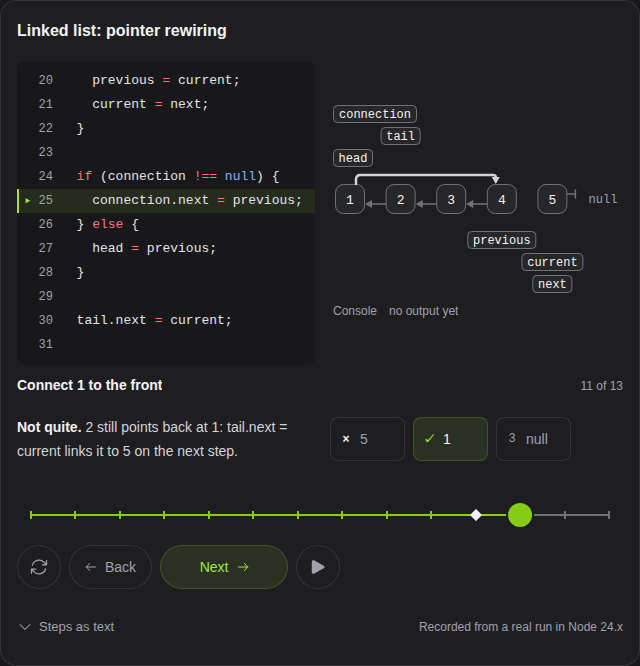 Linked list: pointer rewiring
20 previous = current;
21 current = next;
22 }
23
24 if (connection !== null) {
25 connection.next = previous;
26 } else {
27 head = previous;
28 }
29
30 tail.next = current;
31
connection
tail
head
1 2 3 4 5 null
previous
current
next
Console no output yet
Connect 1 to the front
11 of 13
Not quite. 2 still points back at 1: tail.next =
current links it to 5 on the next step.
× 5
✓ 1
3 null
Back
Next
Steps as text
Recorded from a real run in Node 24.x